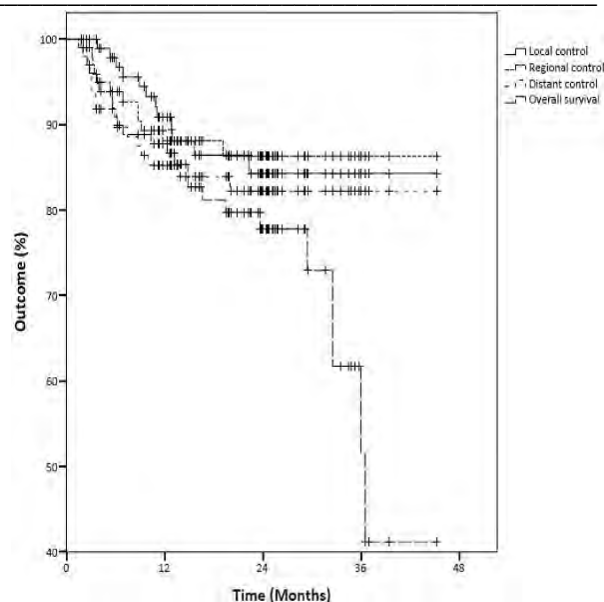 100
90
80
70
60
50
40
Outcome (%)
0
12
24
36
48
Time (Months)
Local control
Regional control
Distant control
Overall survival